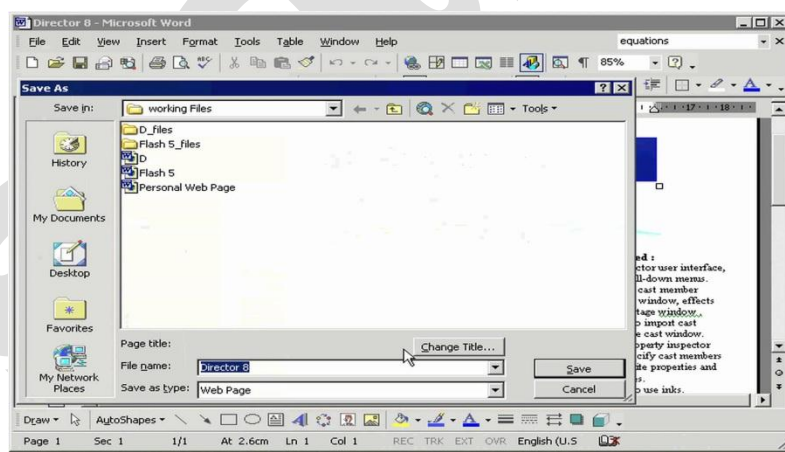 Director 8 - Microsoft Word
File Edit View Insert Format Tools Table Window Help equations
85%
Save As
Save in: working Files Tools
17 18
D_files
Flash 5_files
D
Flash 5
Personal Web Page
History
My Documents
Desktop
Favorites
My Network
Places
ed :
ctor user interface,
ll-down menus.
cast member
window, effects
tage window.
o import cast
e cast window.
operty inspector
cify cast members
ite properties and
s.
o use inks.
Page title: Change Title...
File name: Director 8 Save
Save as type: Web Page Cancel
Draw AutoShapes
Page 1 Sec 1 1/1 At 2.6cm Ln 1 Col 1 REC TRK EXT OVR English (U.S